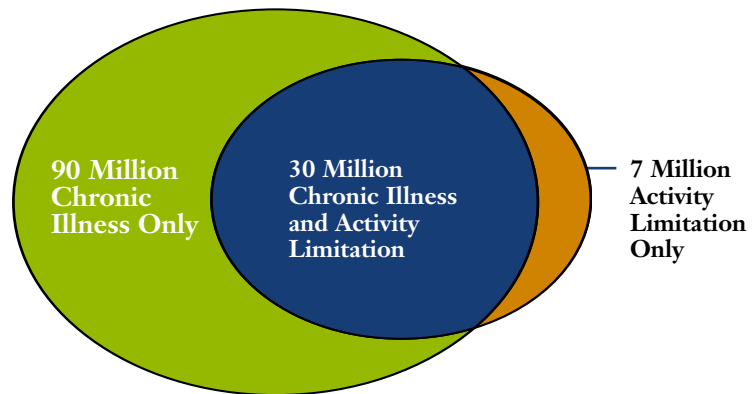 90 Million
Chronic
Illness Only
30 Million
Chronic Illness
and Activity
Limitation
7 Million
Activity
Limitation
Only